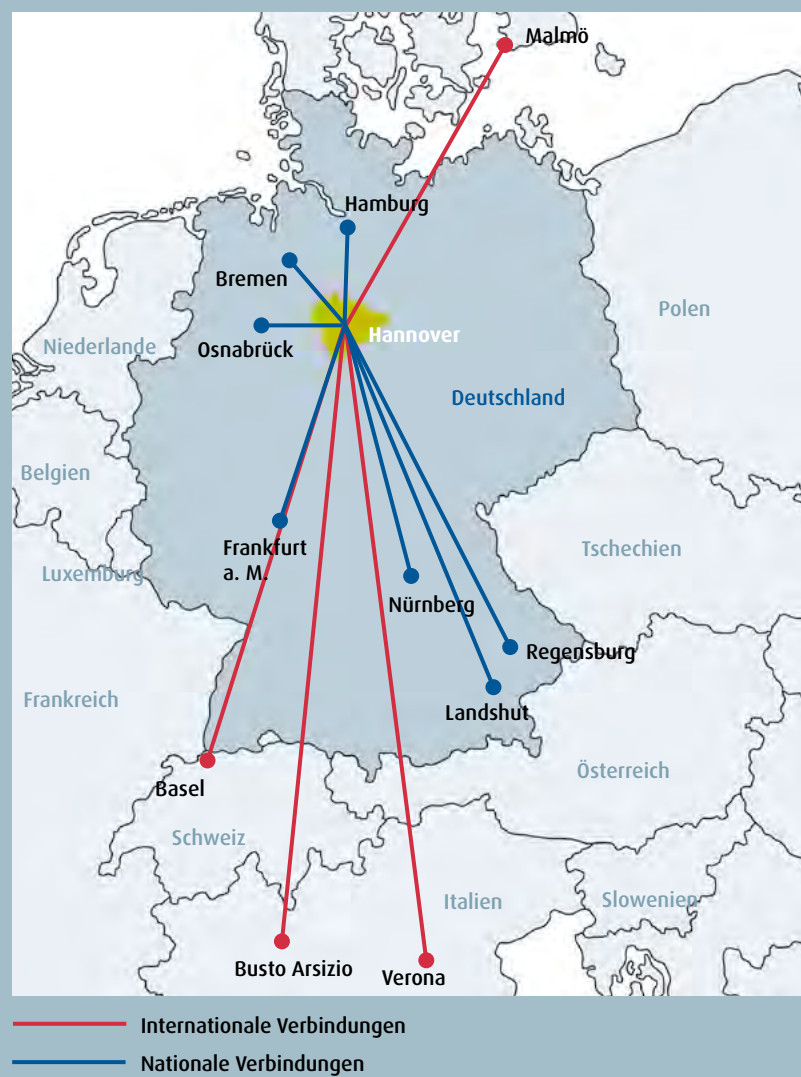 Malmö
Hamburg
Bremen
Polen
Hannover
Niederlande
Osnabrück
Deutschland
Belgien
Tschechien
Frankfurt
a. M.
Luxemburg
Nürnberg
Regensburg
Frankreich
Landshut
Österreich
Basel
Schweiz
Italien
Slowenien
Busto Arsizio
Verona
Internationale Verbindungen
Nationale Verbindungen